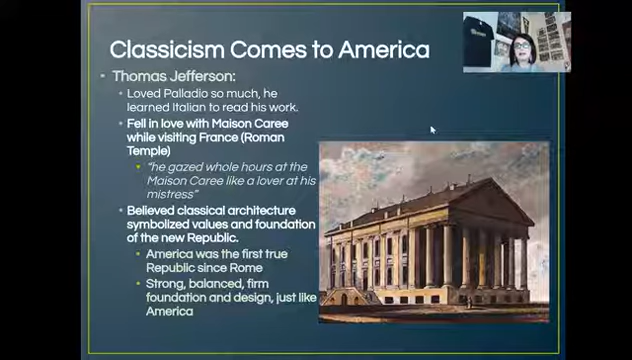 Classicism Comes to America
Thomas Jefferson:
Loved Palladio so much, he
learned Italian to read his work.
Fell in love with Maison Caree
while visiting France (Roman
Temple)
"he gazed whole hours at the
Maison Caree like a lover at his
mistress"
Believed classical architecture
symbolized values and foundation
of the new Republic.
America was the first true
Republic since Rome
Strong, balanced, firm
foundation and design, just like
America